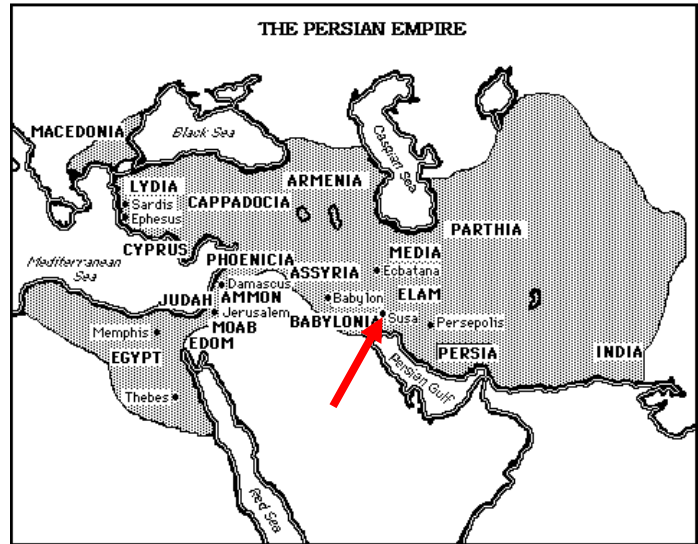 THE PERSIAN EMPIRE
MACEDONIA
Black Sea
Caspian Sea
LYDIA
Sardis
Ephesus
CAPPADOCIA
ARMENIA
PARTHIA
CYPRUS
Mediterranean
Sea
PHOENICIA
ASSYRIA
MEDIA
Ecbatana
Damascus
ELAM
JUDAH
AMMON
Babylon
Jerusalem
BABYLONIA
Susa
Persepolis
MOAB
Memphis
EDOM
EGYPT
PERSIA
INDIA
Persian Gulf
Thebes
Red Sea